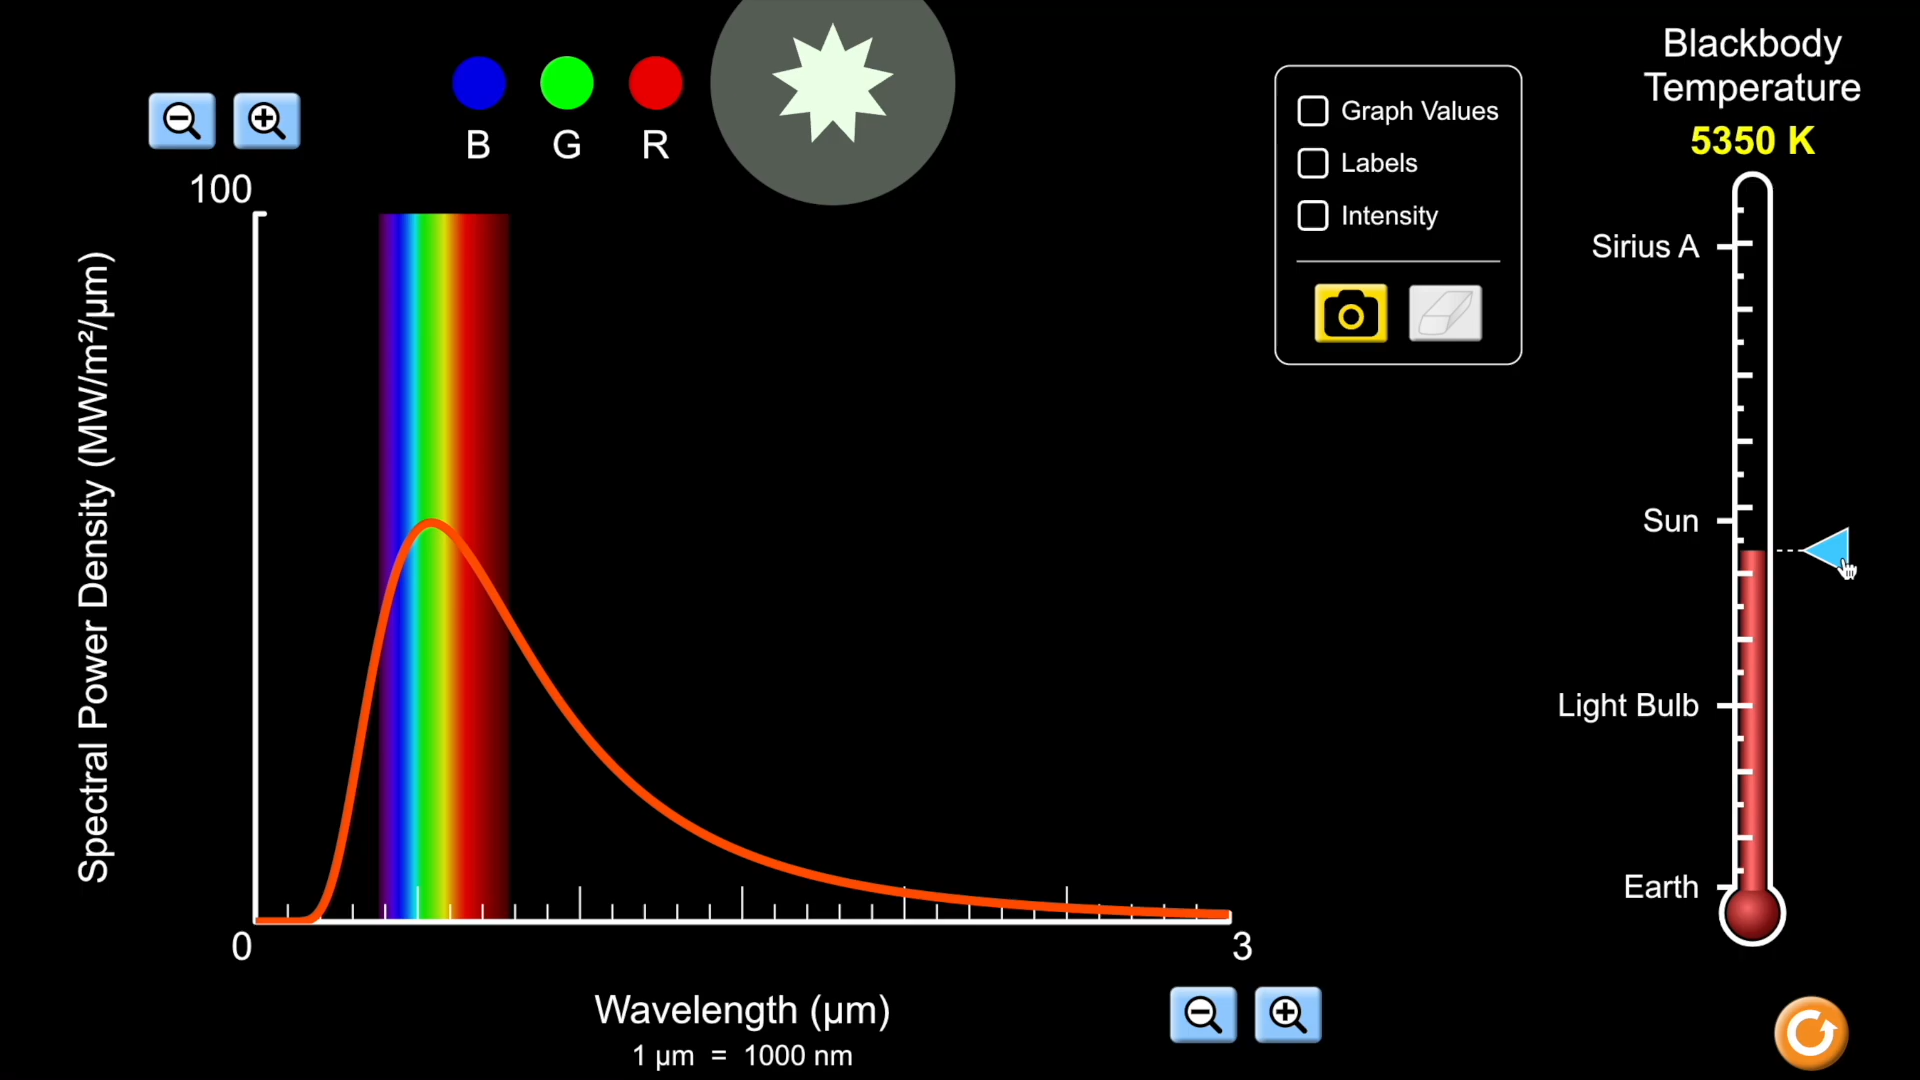 Blackbody
Temperature
5350 K
B G R
Graph Values
Labels
Intensity
100
Spectral Power Density (MW/m²/μm)
Sirius A
Sun
Light Bulb
Earth
0
3
Wavelength (μm)
1 μm = 1000 nm